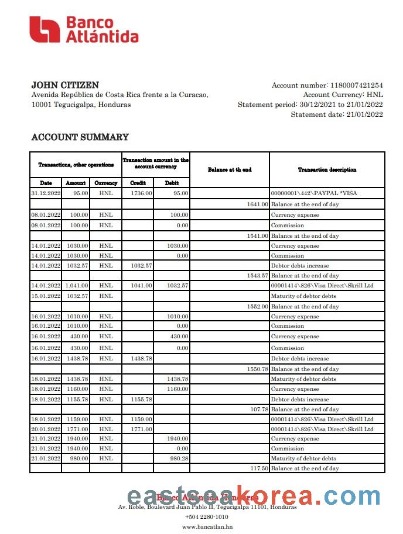 Banco
Atlántida
JOHN CITIZEN
Avenida República de Costa Rica frente a la Curacao,
10001 Tegucigalpa, Honduras
Account number: 1180007421254
Account Currency: HNL
Statement period: 30/12/2021 to 21/01/2022
Statement date: 21/01/2022
ACCOUNT SUMMARY
Transactions, other operations | Transaction amount in the account currency | Balance at th end | Transaction description
Date | Amount | Currency | Credit | Debit
31.12.2022 | 95.00 | HNL | 1736.00 | 95.00 | 00000001\442\PAYPAL *VISA
1641.00 | Balance at the end of day
08.01.2022 | 100.00 | HNL | 100.00 | Currency expense
08.01.2022 | 100.00 | HNL | 0.00 | Commission
1541.00 | Balance at the end of day
14.01.2022 | 1030.00 | HNL | 1030.00 | Currency expense
14.01.2022 | 1030.00 | HNL | 0.00 | Commission
14.01.2022 | 1032.57 | HNL | 1032.57 | Debtor debts increase
1543.57 | Balance at the end of day
14.01.2022 | 1,041.00 | HNL | 1041.00 | 1032.57 | 00001414\826\Visa Direct\Skrill Ltd
15.01.2022 | 1032.57 | HNL | Maturity of debtor debts
1552.00 | Balance at the end of day
16.01.2022 | 1010.00 | HNL | 1010.00 | Currency expense
16.01.2022 | 1010.00 | HNL | 0.00 | Commission
16.01.2022 | 430.00 | HNL | 430.00 | Currency expense
16.01.2022 | 430.00 | HNL | 0.00 | Commission
16.01.2022 | 1438.78 | HNL | 1438.78 | Debtor debts increase
1550.78 | Balance at the end of day
18.01.2022 | 1438.78 | HNL | 1438.78 | Maturity of debtor debts
18.01.2022 | 1160.00 | HNL | 1160.00 | Currency expense
18.01.2022 | 1155.78 | HNL | 1155.78 | Debtor debts increase
107.78 | Balance at the end of day
18.01.2022 | 1159.00 | HNL | 1159.00 | 00001414\826\Visa Direct\Skrill Ltd
20.01.2022 | 1771.00 | HNL | 1771.00 | 00001414\826\Visa Direct\Skrill Ltd
21.01.2022 | 1940.00 | HNL | 1940.00 | Currency expense
21.01.2022 | 1940.00 | HNL | 0.00 | Commission
21.01.2022 | 980.00 | HNL | 980.28 | Maturity of debtor debts
117.50 | Balance at the end of day
eastseakorea.com
Banco Atlántida Honduras
Av. Roble, Boulevard Juan Pablo II, Tegucigalpa 11101, Honduras
+504 2280-1010
www.bancatlan.hn